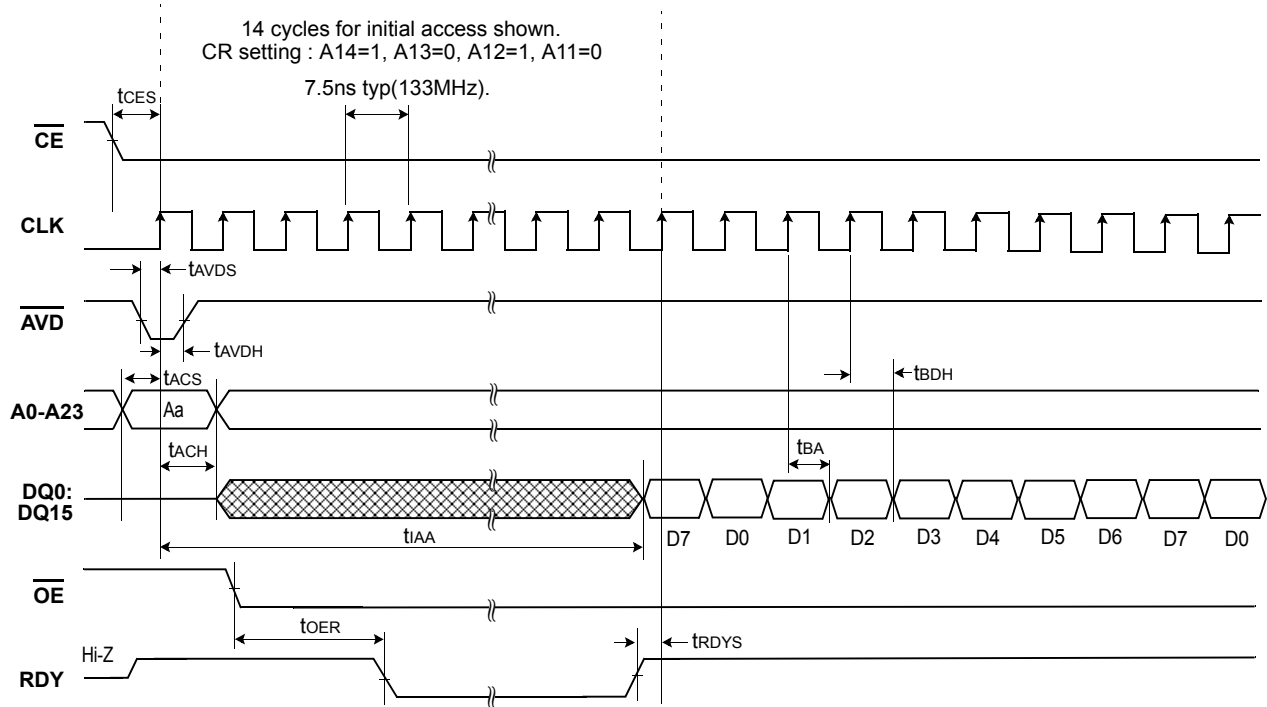 14 cycles for initial access shown.
CR setting : A14=1, A13=0, A12=1, A11=0
7.5ns typ(133MHz).
tCES
CE
CLK
tAVDS
AVD
tAVDH
tACS
tBDH
A0-A23
Aa
tACH
tBA
DQ0:
DQ15
tIAA
D7 D0 D1 D2 D3 D4 D5 D6 D7 D0
OE
tOER
tRDYS
Hi-Z
RDY